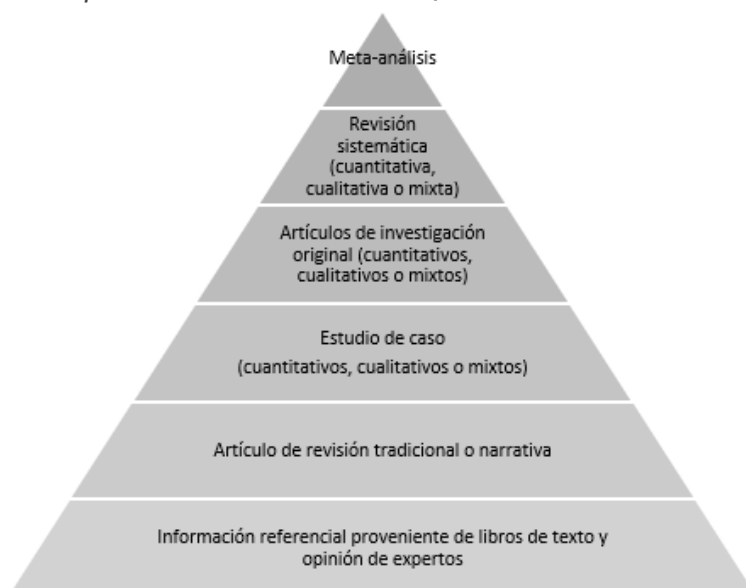 Meta-análisis
Revisión
sistemática
(cuantitativa,
cualitativa o mixta)
Artículos de investigación
original (cuantitativos,
cualitativos o mixtos)
Estudio de caso
(cuantitativos, cualitativos o mixtos)
Artículo de revisión tradicional o narrativa
Información referencial proveniente de libros de texto y
opinión de expertos